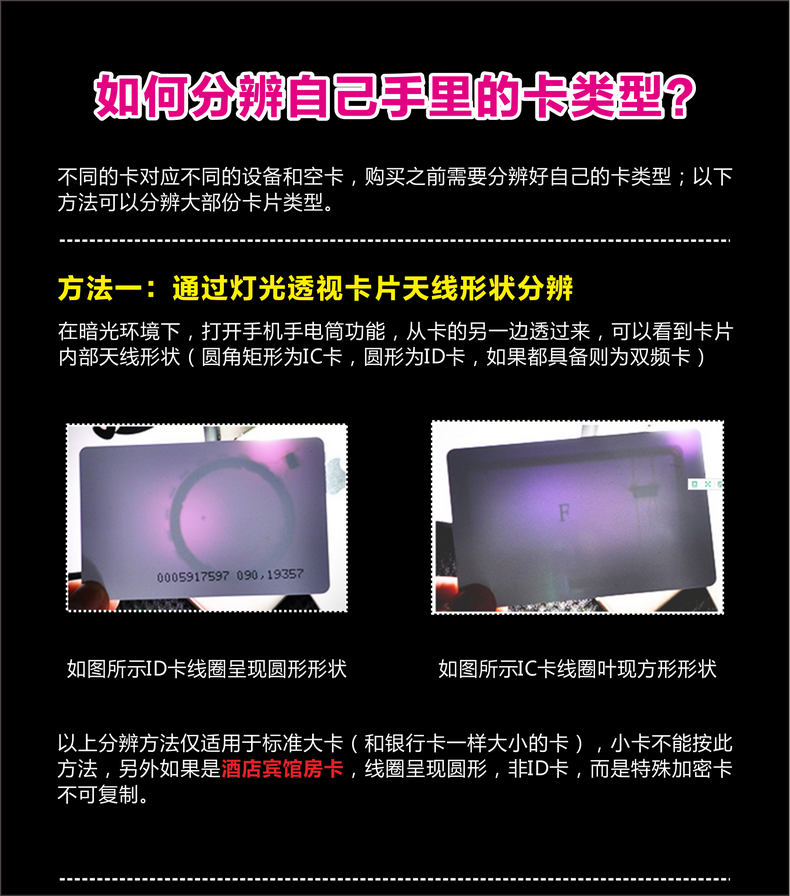 如何分辨自己手里的卡类型?
不同的卡对应不同的设备和空卡，购买之前需要分辨好自己的卡类型；以下
方法可以分辨大部份卡片类型。
方法一：通过灯光透视卡片天线形状分辨
在暗光环境下，打开手机手电筒功能，从卡的另一边透过来，可以看到卡片
内部天线形状（圆角矩形为IC卡，圆形为ID卡，如果都具备则为双频卡）
0005917597 090,19357
F
如图所示ID卡线圈呈现圆形形状
如图所示IC卡线圈叶现方形形状
以上分辨方法仅适用于标准大卡（和银行卡一样大小的卡），小卡不能按此
方法，另外如果是酒店宾馆房卡，线圈呈现圆形，非ID卡，而是特殊加密卡
不可复制。